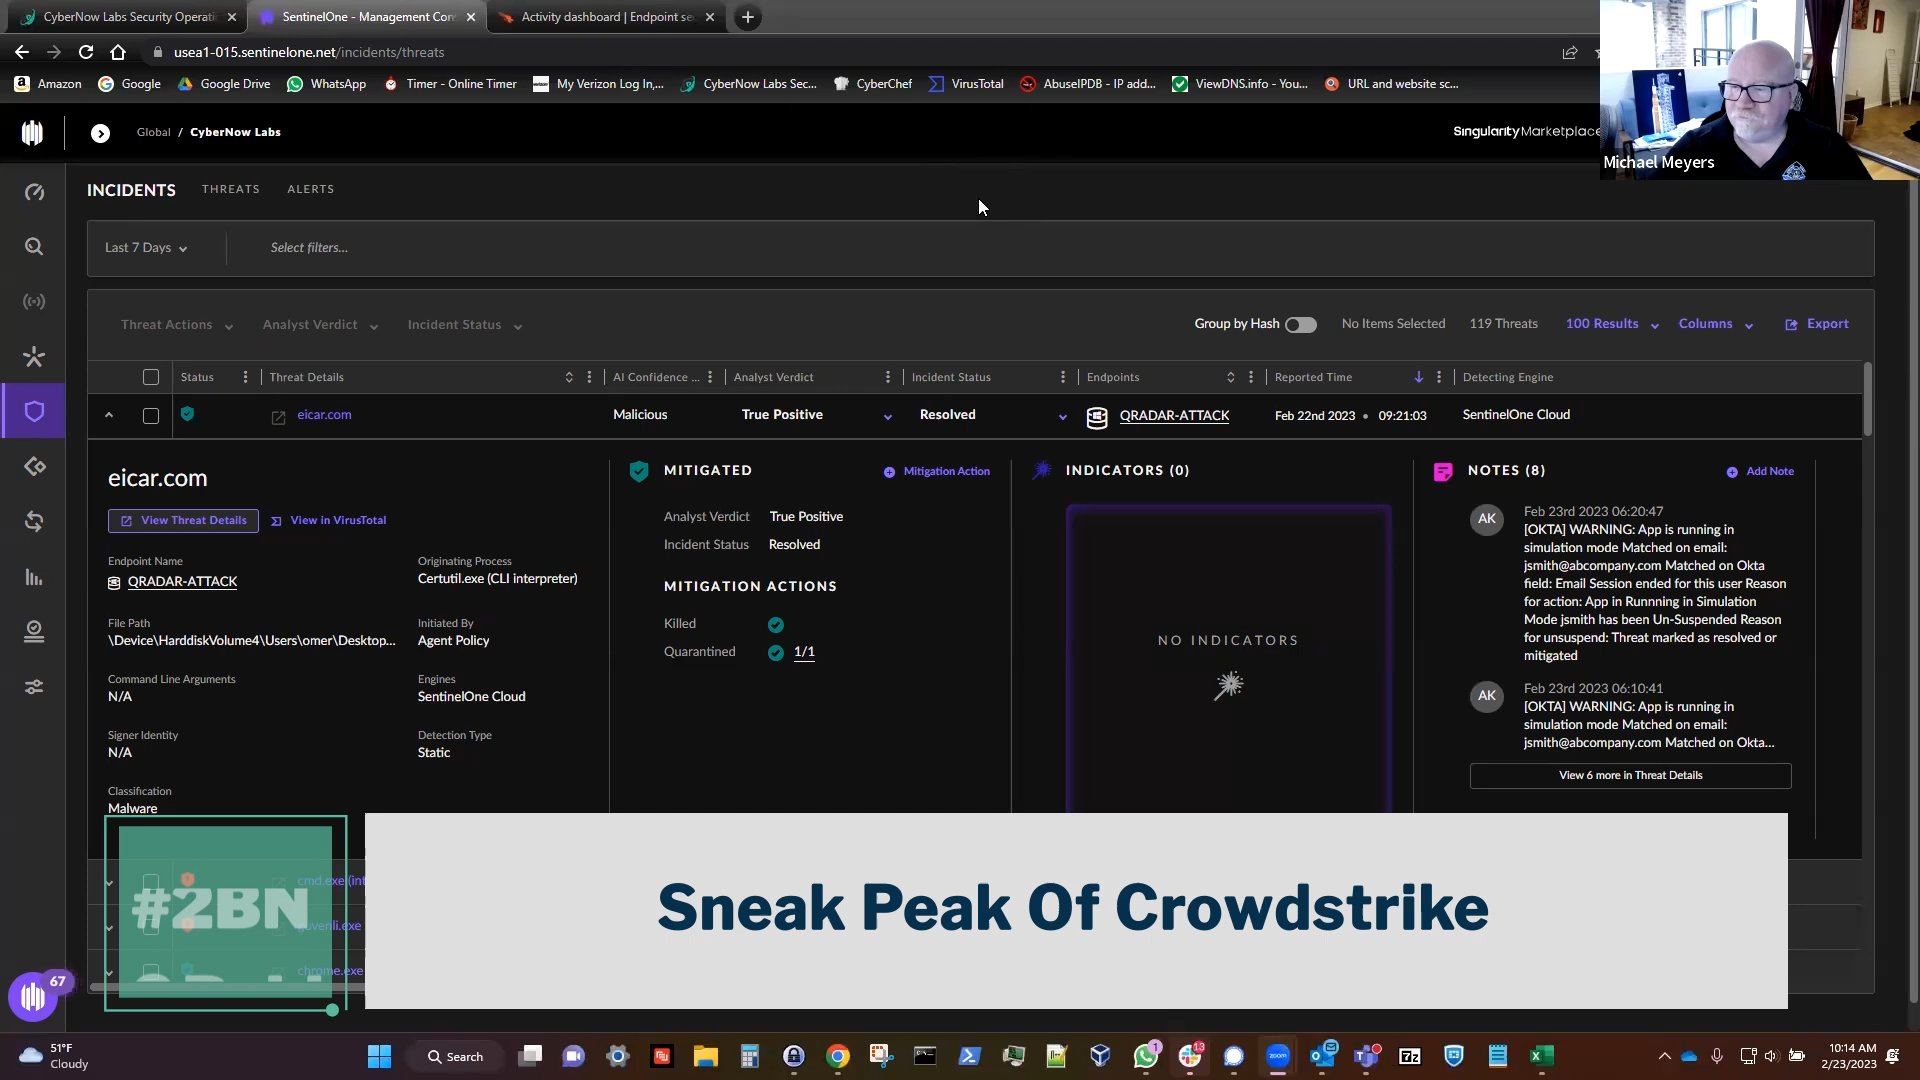 CyberNow Labs Security Operati
SentinelOne - Management Con
Activity dashboard | Endpoint se
usea1-015.sentinelone.net/incidents/threats
Amazon
Google
Google Drive
WhatsApp
Timer - Online Timer
My Verizon Log In,...
CyberNow Labs Sec...
CyberChef
VirusTotal
AbuseIPDB - IP add...
ViewDNS.info - You...
URL and website sc...
Michael Meyers
Global / CyberNow Labs
Singularity Marketplace
INCIDENTS THREATS ALERTS
Last 7 Days
Select filters...
Threat Actions
Analyst Verdict
Incident Status
Group by Hash
No Items Selected
119 Threats
100 Results
Columns
Export
Status
Threat Details
AI Confidence ...
Analyst Verdict
Incident Status
Endpoints
Reported Time
Detecting Engine
eicar.com
Malicious
True Positive
Resolved
QRADAR-ATTACK
Feb 22nd 2023 • 09:21:03
SentinelOne Cloud
eicar.com
View Threat Details
View in VirusTotal
Endpoint Name
QRADAR-ATTACK
Originating Process
Certutil.exe (CLI interpreter)
File Path
\Device\HarddiskVolume4\Users\omer\Desktop...
Initiated By
Agent Policy
Command Line Arguments
N/A
Engines
SentinelOne Cloud
Signer Identity
N/A
Detection Type
Static
Classification
Malware
MITIGATED
Mitigation Action
Analyst Verdict True Positive
Incident Status Resolved
MITIGATION ACTIONS
Killed
Quarantined 1/1
INDICATORS (0)
NO INDICATORS
NOTES (8)
Add Note
AK
Feb 23rd 2023 06:20:47
[OKTA] WARNING: App is running in
simulation mode Matched on email:
jsmith@abcompany.com Matched on Okta
field: Email Session ended for this user Reason
for action: App in Runnning in Simulation
Mode jsmith has been Un-Suspended Reason
for unsuspend: Threat marked as resolved or
mitigated
AK
Feb 23rd 2023 06:10:41
[OKTA] WARNING: App is running in
simulation mode Matched on email:
jsmith@abcompany.com Matched on Okta...
View 6 more in Threat Details
cmd.exe (int
guvenli.exe
chrome.exe
#2BN
Sneak Peak Of Crowdstrike
67
51°F
Cloudy
Search
1
13
zoom
7z
10:14 AM
2/23/2023